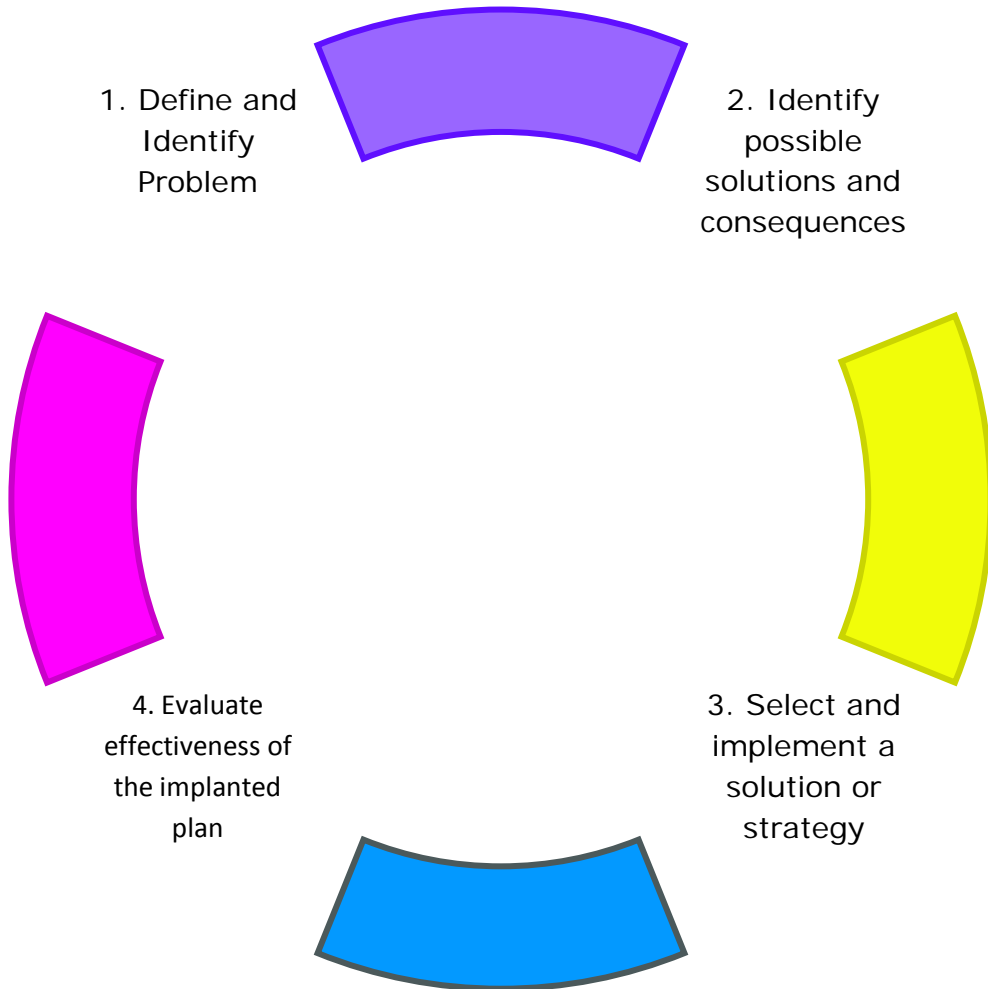 1. Define and
Identify
Problem
2. Identify
possible
solutions and
consequences
3. Select and
implement a
solution or
strategy
4. Evaluate
effectiveness of
the implanted
plan